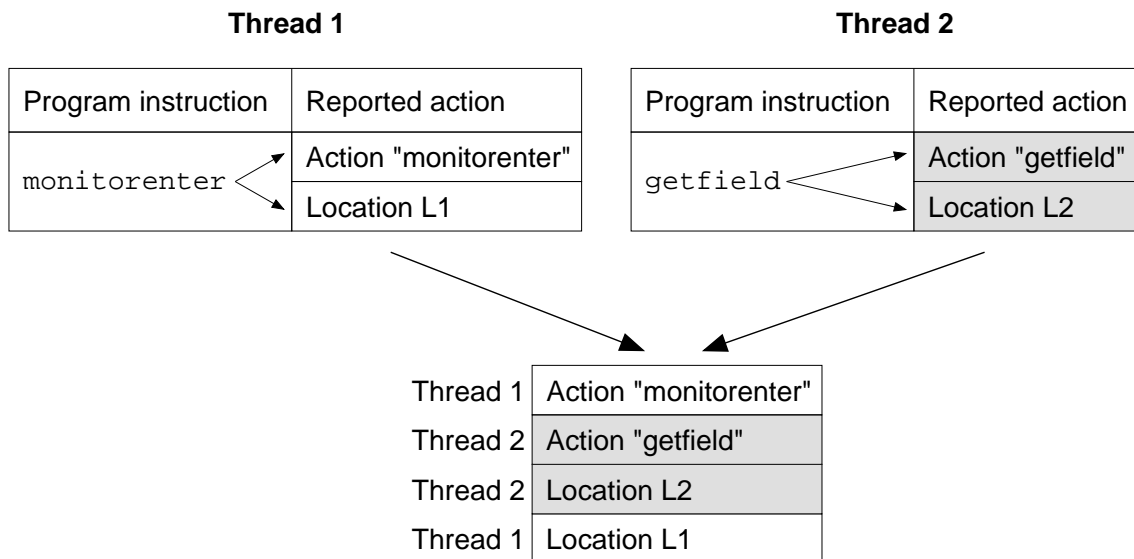 Thread 1
Program instruction Reported action
monitorenter
Action "monitorenter"
Location L1
Thread 2
Program instruction Reported action
getfield
Action "getfield"
Location L2
Thread 1 Action "monitorenter"
Thread 2 Action "getfield"
Thread 2 Location L2
Thread 1 Location L1